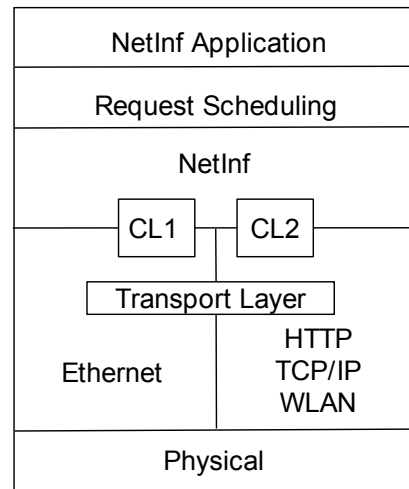 NetInf Application
Request Scheduling
NetInf
CL1
CL2
Transport Layer
Ethernet
HTTP
TCP/IP
WLAN
Physical